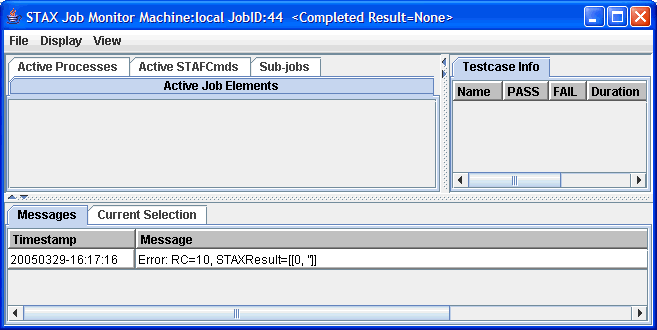 STAX Job Monitor Machine:local JobID:44 <Completed Result=None>
File Display View
Active Processes Active STAFCmds Sub-jobs
Active Job Elements
Testcase Info
Name PASS FAIL Duration
Messages Current Selection
Timestamp Message
20050329-16:17:16 Error: RC=10, STAXResult=[[0, '']]